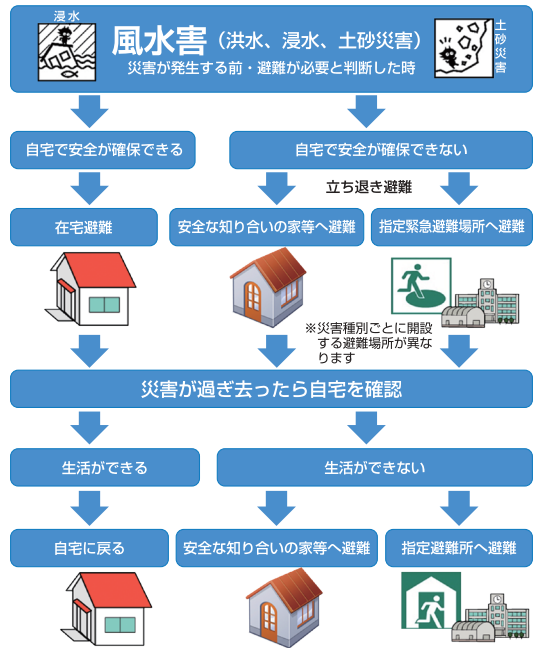 浸水
風水害(洪水、浸水、土砂災害)
災害が発生する前・避難が必要と判断した時
土砂災害
自宅で安全が確保できる
自宅で安全が確保できない
立ち退き避難
在宅避難
安全な知り合いの家等へ避難
指定緊急避難場所へ避難
※災害種別ごとに開設
する避難場所が異な
ります
災害が過ぎ去ったら自宅を確認
生活ができる
生活ができない
自宅に戻る
安全な知り合いの家等へ避難
指定避難所へ避難